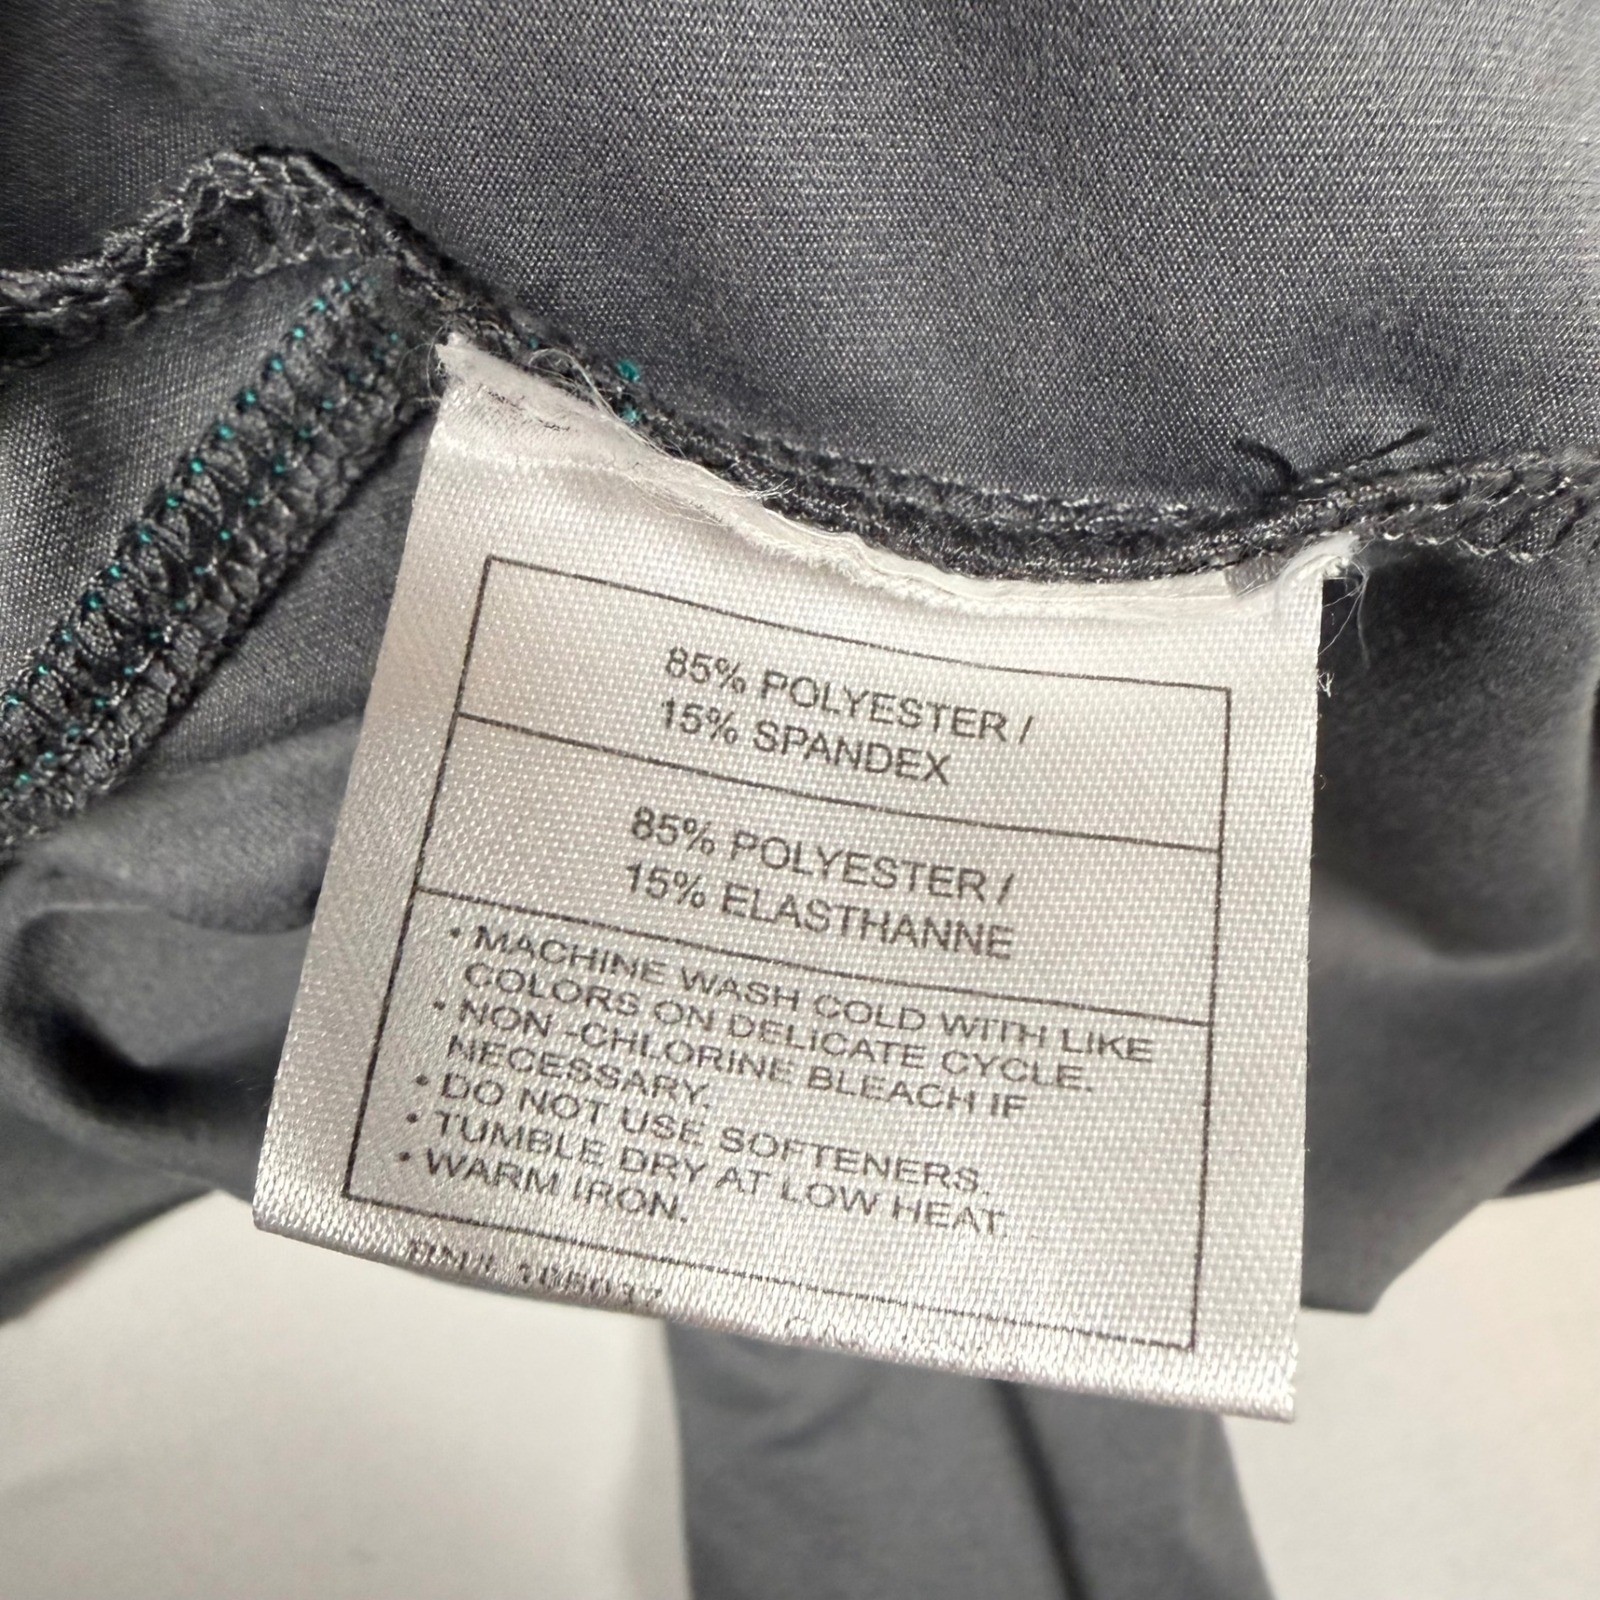 85% POLYESTER /
15% SPANDEX
85% POLYESTER /
15% ELASTHANNE
• MACHINE WASH COLD WITH LIKE
COLORS ON DELICATE CYCLE.
• NON -CHLORINE BLEACH IF
NECESSARY.
• DO NOT USE SOFTENERS.
• TUMBLE DRY AT LOW HEAT.
• WARM IRON.